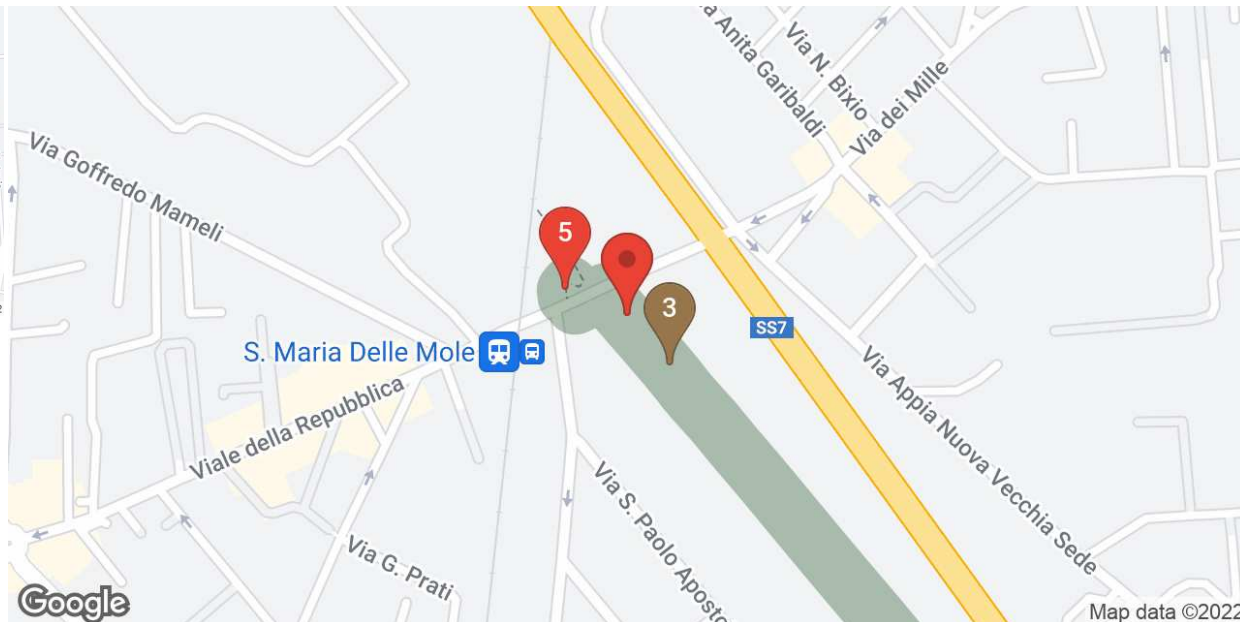 Via Anita Garibaldi
Via N. Bixio
Via dei Mille
Via Goffredo Mameli
5
3
SS7
S. Maria Delle Mole
Viale della Repubblica
Via Appia Nuova Vecchia Sede
Via S. Paolo Aposto
Via G. Prati
Google
Map data ©2022